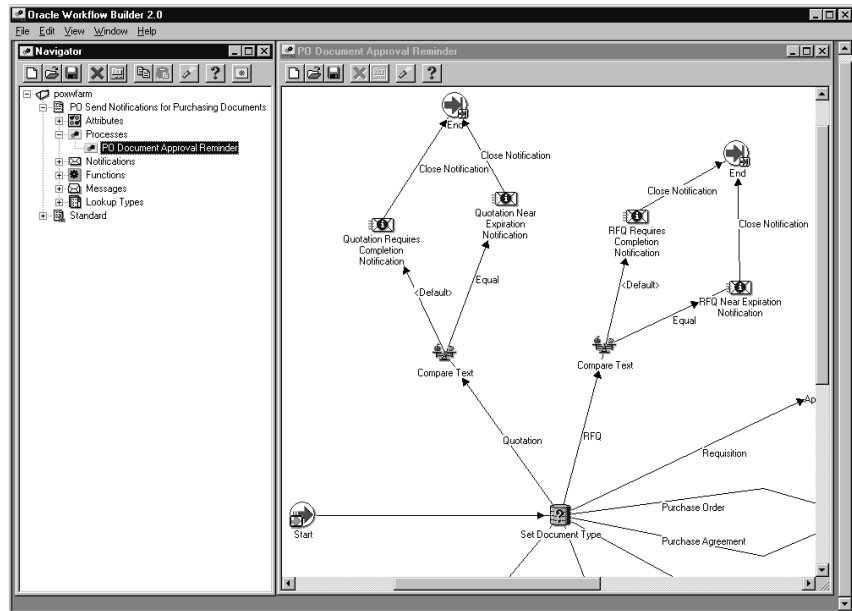 Oracle Workflow Builder 2.0
File Edit View Window Help
Navigator
poxwfarm
PO Send Notifications for Purchasing Documents
Attributes
Processes
PO Document Approval Reminder
Notifications
Functions
Messages
Lookup Types
Standard
PO Document Approval Reminder
End
Close Notification
Close Notification
Quotation Requires
Completion
Notification
Quotation Near
Expiration
Notification
<Default>
Equal
Compare Text
End
Close Notification
Close Notification
RFQ Requires
Completion
Notification
RFQ Near Expiration
Notification
<Default>
Equal
Compare Text
Ap
Quotation
RFQ
Requisition
Purchase Order
Purchase Agreement
Start
Set Document Type